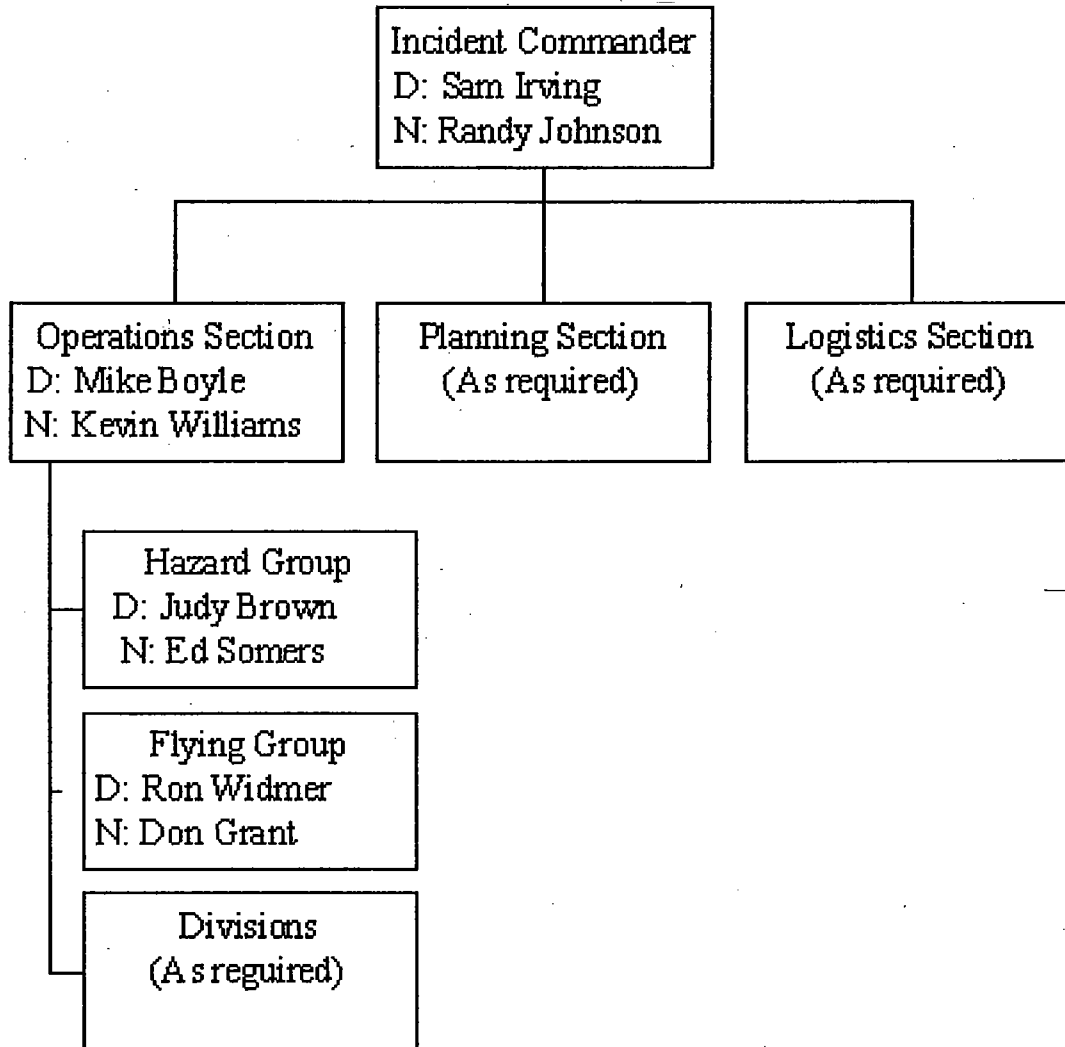 Incident Commander
D: Sam Irving
N: Randy Johnson
Operations Section
D: Mike Boyle
N: Kevin Williams
Planning Section
(As required)
Logistics Section
(As required)
Hazard Group
D: Judy Brown
N: Ed Somers
Flying Group
D: Ron Widmer
N: Don Grant
Divisions
(As reguired)